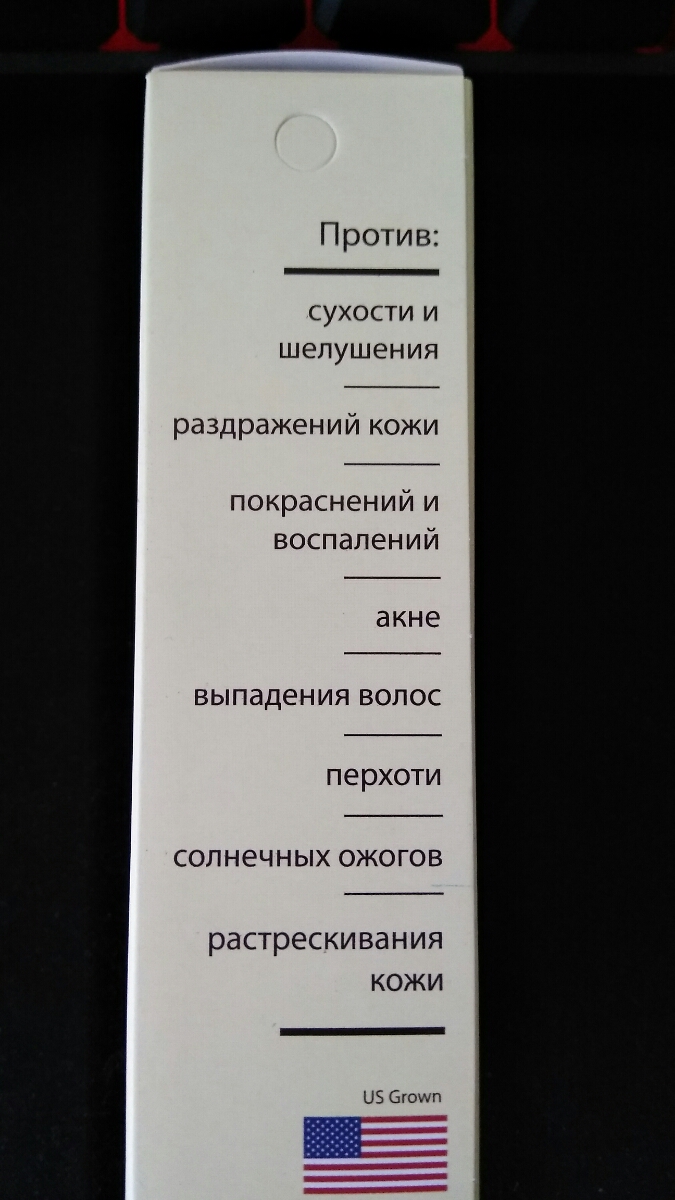 Против:
сухости и
шелушения
раздражений кожи
покраснений и
воспалений
акне
выпадения волос
перхоти
солнечных ожогов
растрескивания
кожи
US Grown